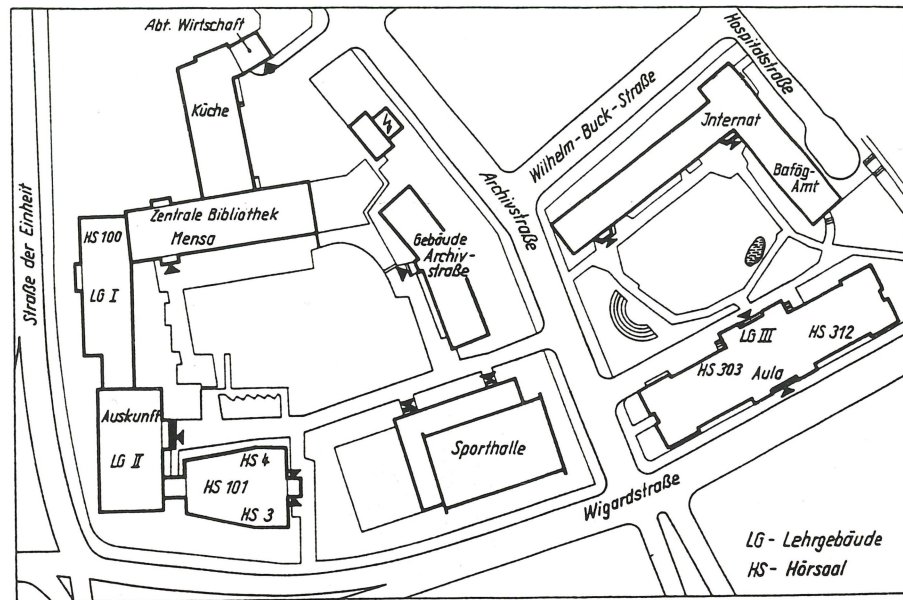 Abt. Wirtschaft
Küche
Zentrale Bibliothek
Mensa
HS 100
LG I
Auskunft
LG II
HS 4
HS 101
HS 3
Straße der Einheit
Gebäude
Archiv-
straße
Archivstraße
Wilhelm-Buck-Straße
Hospitalstraße
Internat
Bafög-
Amt
LG III
HS 312
HS 303
Aula
Sporthalle
Wigardstraße
LG - Lehrgebäude
HS - Hörsaal